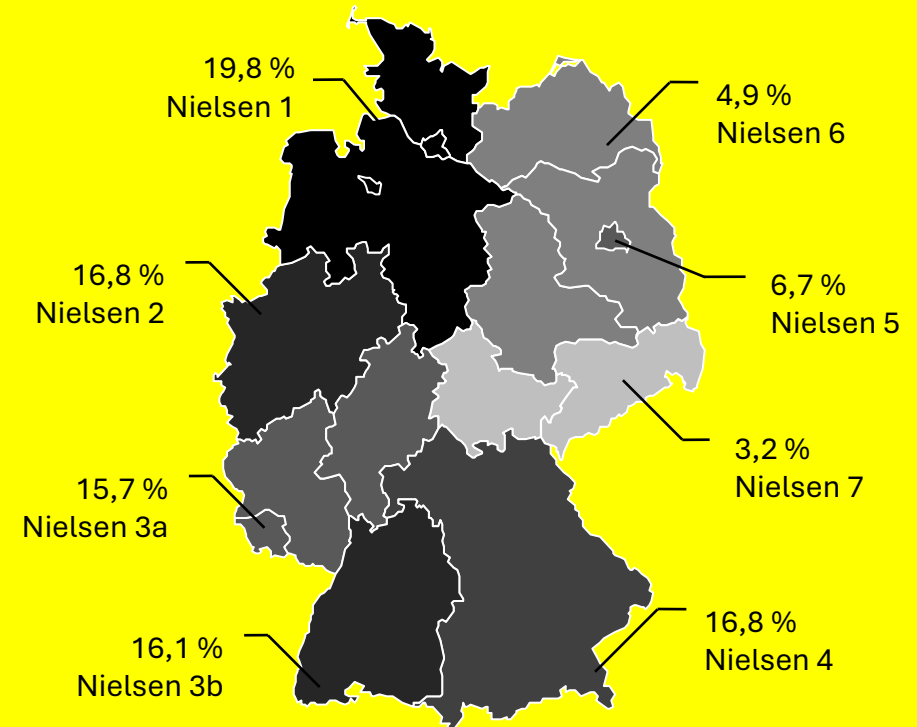 19,8 %
Nielsen 1
4,9 %
Nielsen 6
16,8 %
Nielsen 2
6,7 %
Nielsen 5
3,2 %
Nielsen 7
15,7 %
Nielsen 3a
16,8 %
Nielsen 4
16,1 %
Nielsen 3b